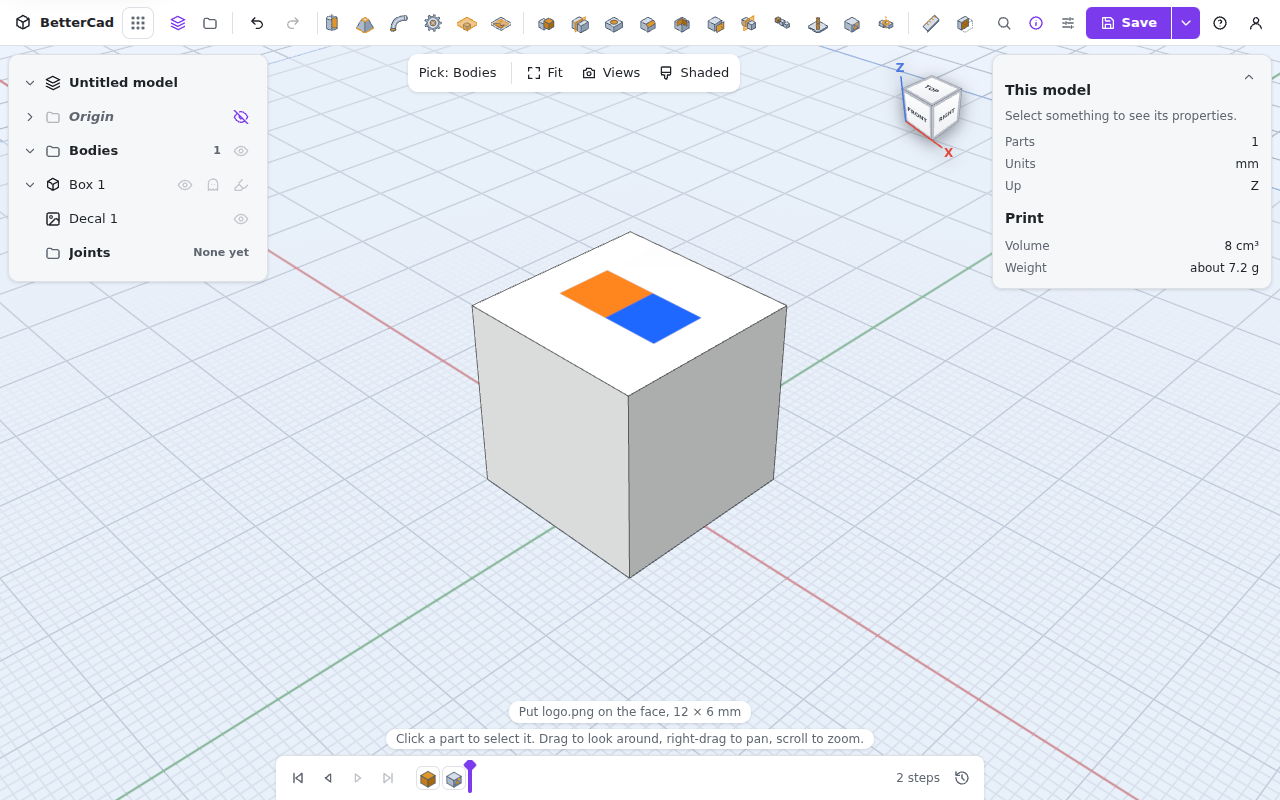 BetterCad
Save
Untitled model
Origin
Bodies 1
Box 1
Decal 1
Joints None yet
Pick: Bodies Fit Views Shaded
Z
TOP
FRONT
RIGHT
X
This model
Select something to see its properties.
Parts 1
Units mm
Up Z
Print
Volume 8 cm³
Weight about 7.2 g
Put logo.png on the face, 12 × 6 mm
Click a part to select it. Drag to look around, right-drag to pan, scroll to zoom.
2 steps